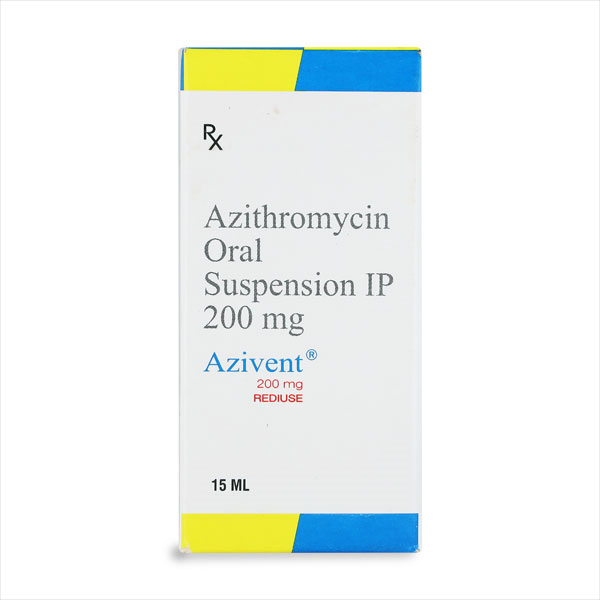 Rx
Azithromycin
Oral
Suspension IP
200 mg
Azivent®
200 mg
REDIUSE
15 ML